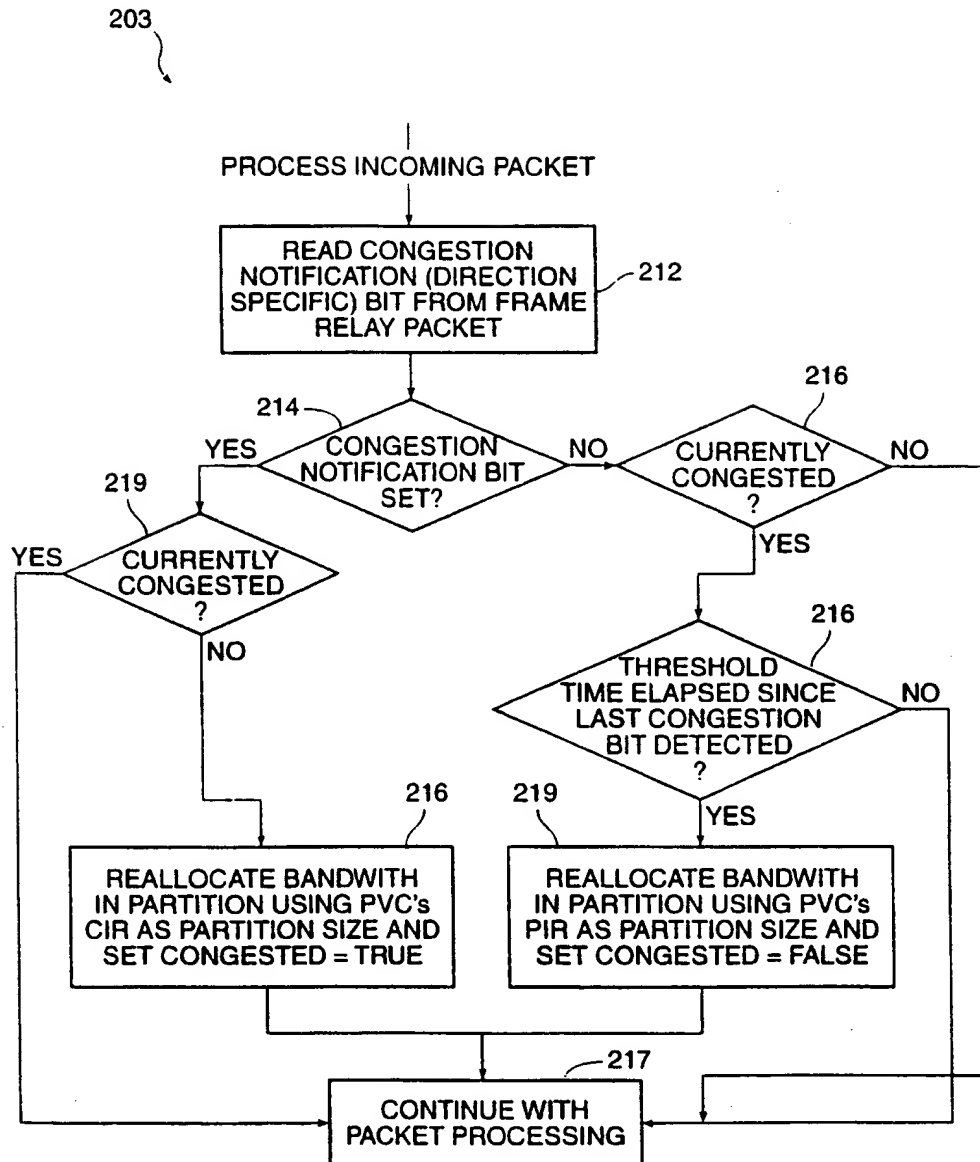 203
PROCESS INCOMING PACKET
READ CONGESTION
NOTIFICATION (DIRECTION
SPECIFIC) BIT FROM FRAME
RELAY PACKET
212
214
YES
CONGESTION
NOTIFICATION BIT
SET?
NO
216
CURRENTLY
CONGESTED
?
NO
YES
219
YES
CURRENTLY
CONGESTED
?
NO
216
THRESHOLD
TIME ELAPSED SINCE
LAST CONGESTION
BIT DETECTED
?
NO
YES
216
REALLOCATE BANDWITH
IN PARTITION USING PVC's
CIR AS PARTITION SIZE AND
SET CONGESTED = TRUE
219
REALLOCATE BANDWITH
IN PARTITION USING PVC's
PIR AS PARTITION SIZE AND
SET CONGESTED = FALSE
217
CONTINUE WITH
PACKET PROCESSING